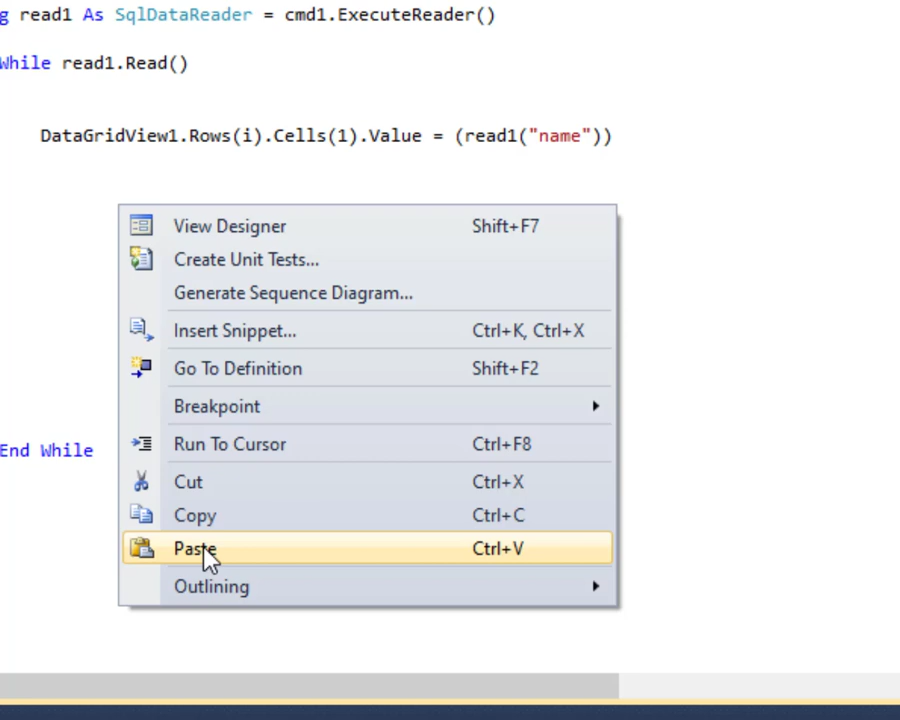 g read1 As SqlDataReader = cmd1.ExecuteReader()
While read1.Read()
DataGridView1.Rows(i).Cells(1).Value = (read1("name"))
View Designer Shift+F7
Create Unit Tests...
Generate Sequence Diagram...
Insert Snippet... Ctrl+K, Ctrl+X
Go To Definition Shift+F2
Breakpoint
Run To Cursor Ctrl+F8
End While
Cut Ctrl+X
Copy Ctrl+C
Paste Ctrl+V
Outlining